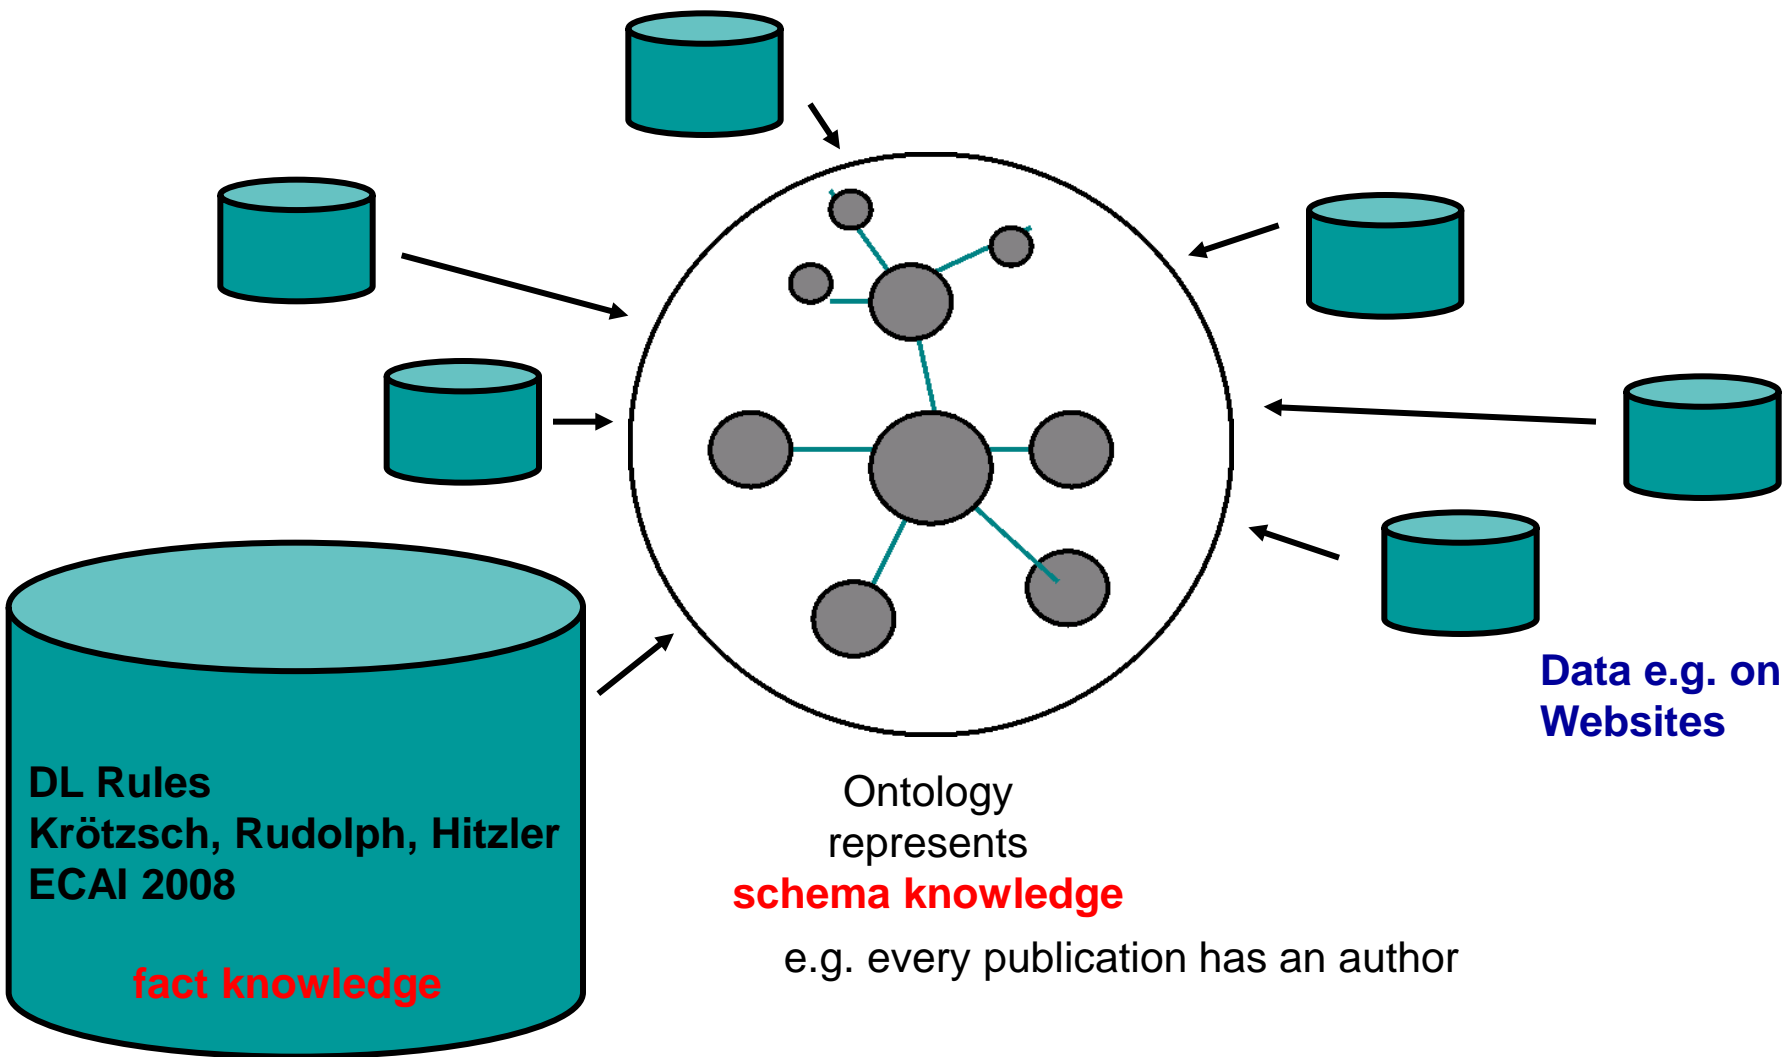 Data e.g. on
Websites
DL Rules
Krötzsch, Rudolph, Hitzler
ECAI 2008
fact knowledge
Ontology
represents
schema knowledge
e.g. every publication has an author